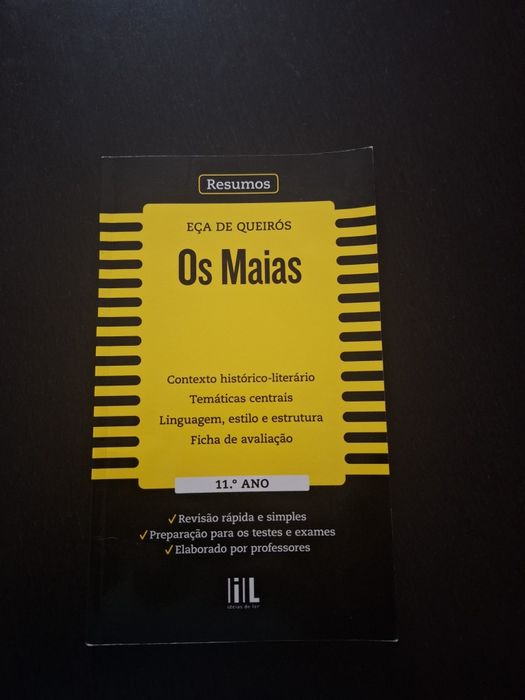 Resumos
EÇA DE QUEIRÓS
Os Maias
Contexto histórico-literário
Temáticas centrais
Linguagem, estilo e estrutura
Ficha de avaliação
11.º ANO
✓Revisão rápida e simples
✓Preparação para os testes e exames
✓Elaborado por professores
|i|L
ideias de ler